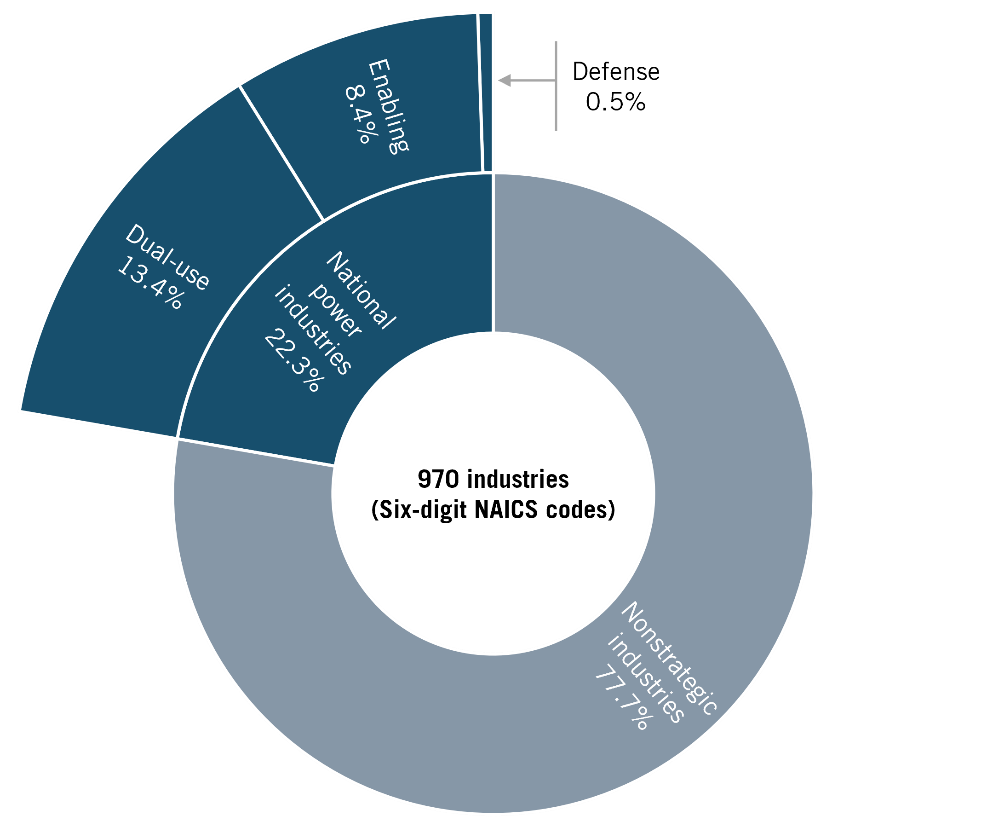 Defense
0.5%
Enabling
8.4%
Dual-use
13.4%
National
power
industries
22.3%
970 industries
(Six-digit NAICS codes)
Nonstrategic
industries
77.7%